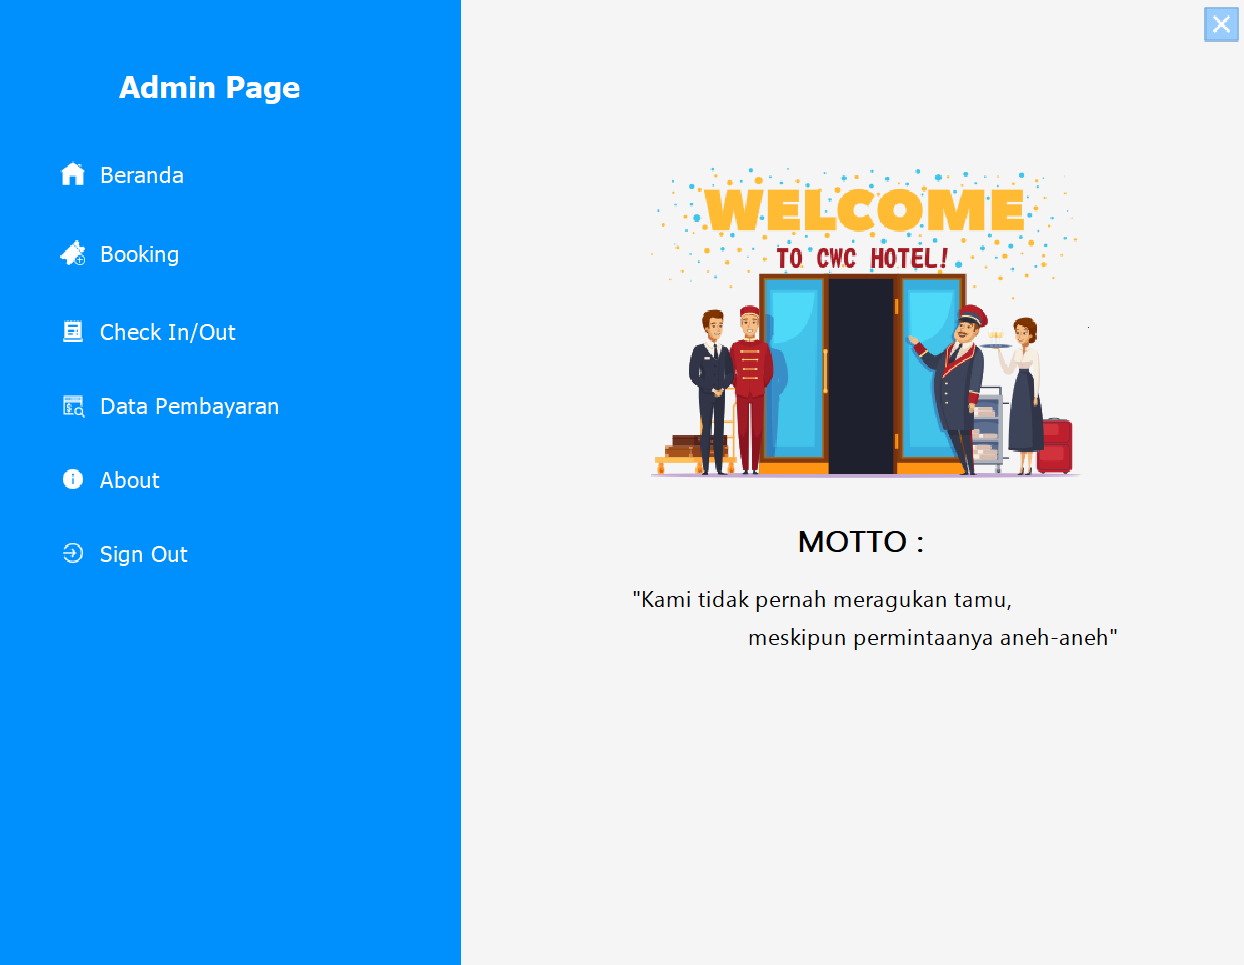 Admin Page
Beranda
Booking
Check In/Out
Data Pembayaran
About
Sign Out
WELCOME
TO CWC HOTEL!
MOTTO :
"Kami tidak pernah meragukan tamu,
meskipun permintaanya aneh-aneh"